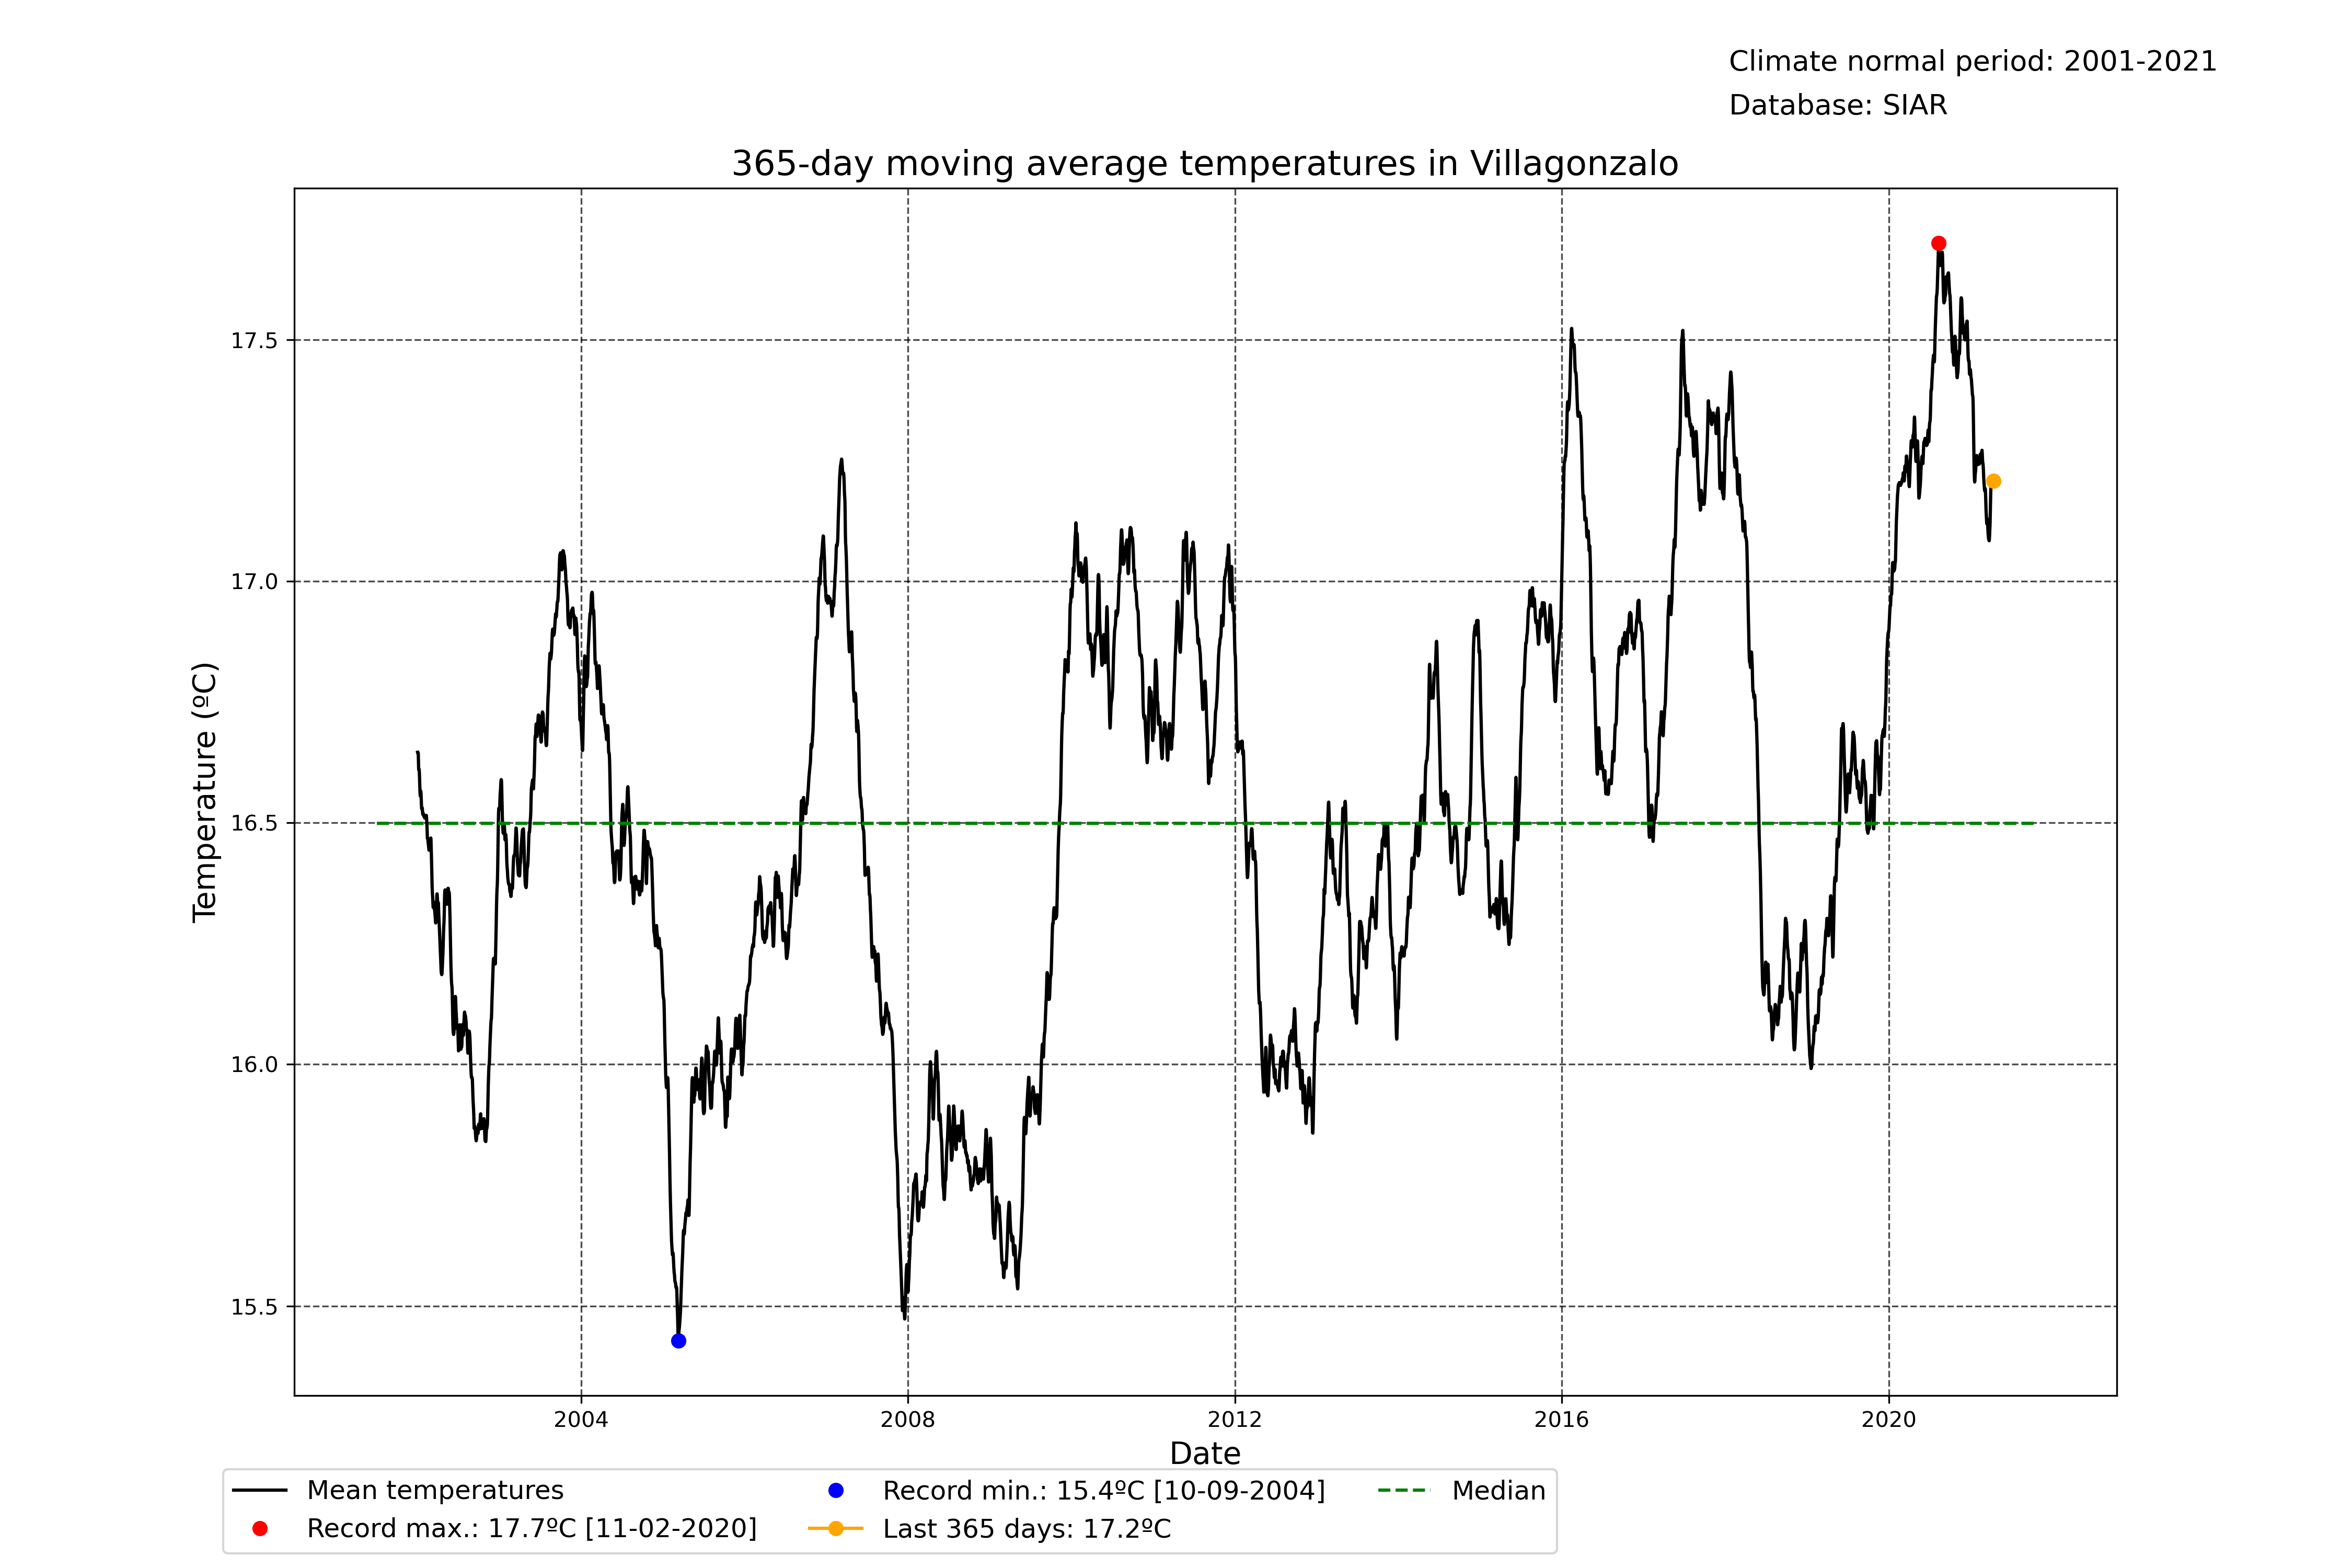 Climate normal period: 2001-2021
Database: SIAR
365-day moving average temperatures in Villagonzalo
Temperature (ºC)
17.5
17.0
16.5
16.0
15.5
2004 2008 2012 2016 2020
Date
Mean temperatures
Record max.: 17.7ºC [11-02-2020]
Record min.: 15.4ºC [10-09-2004]
Last 365 days: 17.2ºC
Median